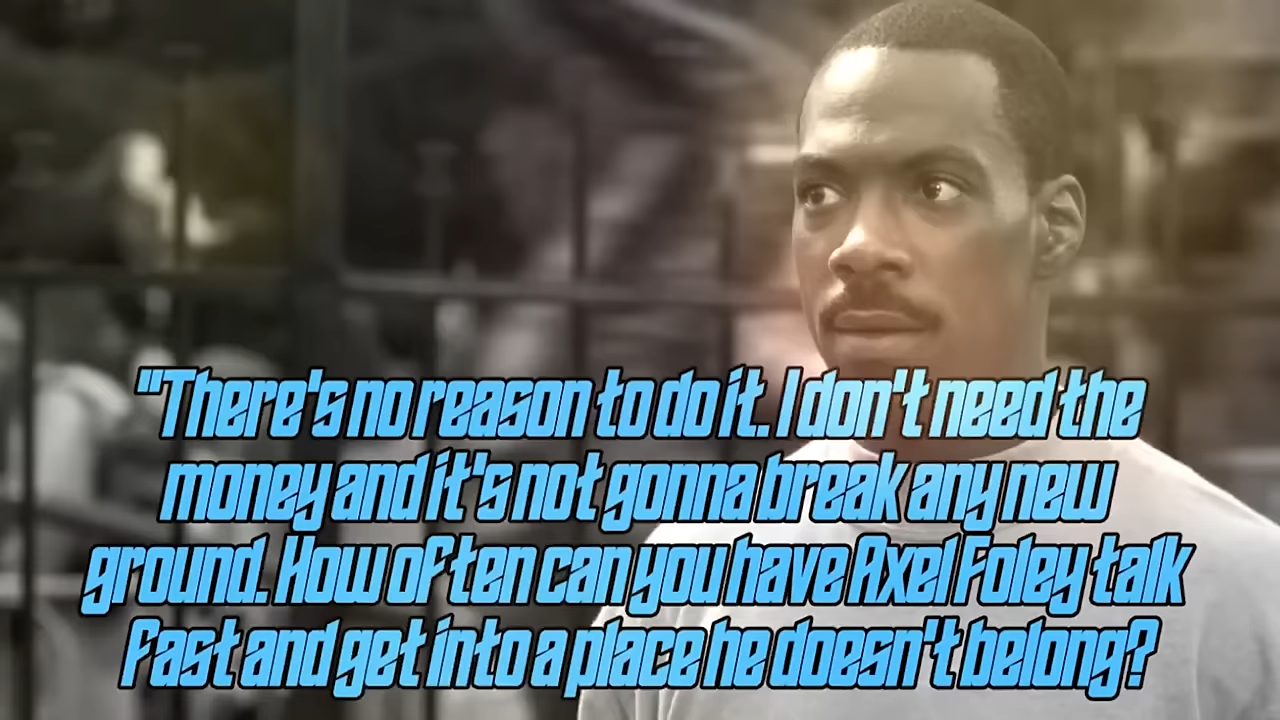 "There's no reason to do it. I don't need the
money and it's not gonna break any new
ground. How often can you have Axel Foley talk
fast and get into a place he doesn't belong?